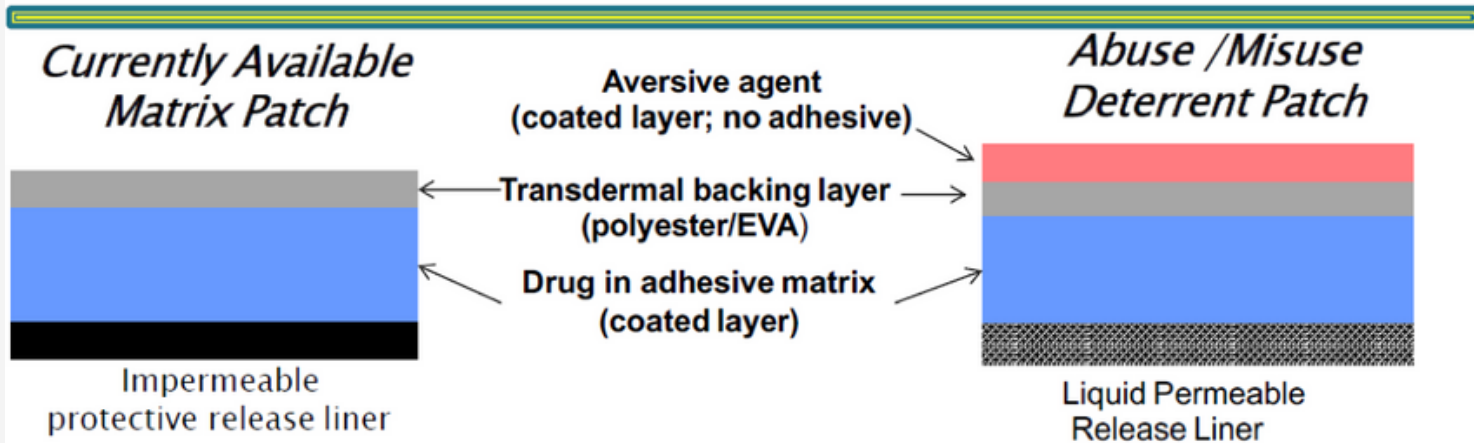 Currently Available
Matrix Patch
Aversive agent
(coated layer; no adhesive)
Abuse /Misuse
Deterrent Patch
Transdermal backing layer
(polyester/EVA)
Drug in adhesive matrix
(coated layer)
Impermeable
protective release liner
Liquid Permeable
Release Liner